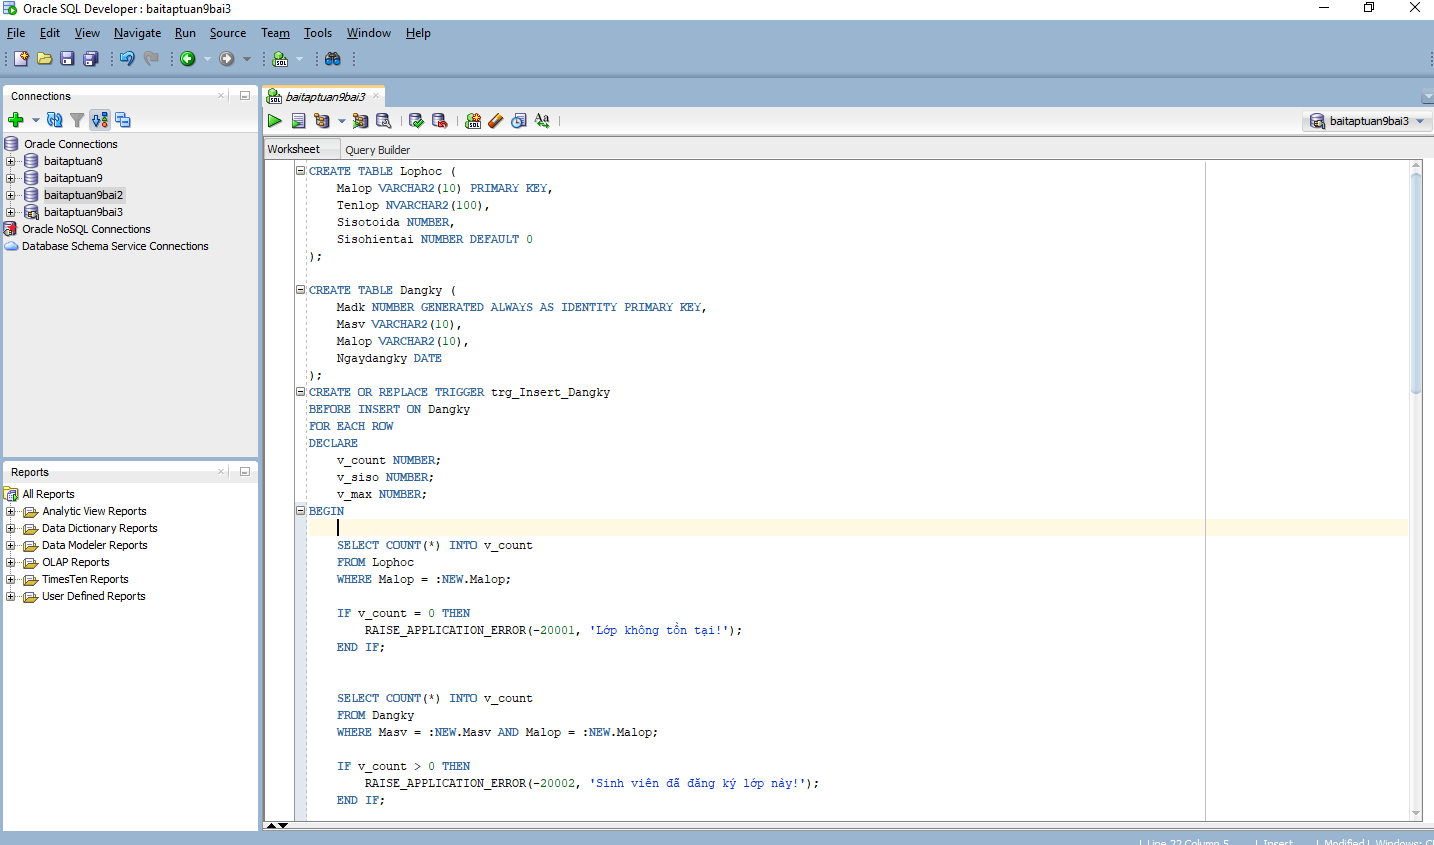 Oracle SQL Developer : baitaptuan9bai3
File Edit View Navigate Run Source Team Tools Window Help
Connections
baitaptuan9bai3
baitaptuan9bai3
Worksheet Query Builder
Oracle Connections
baitaptuan8
baitaptuan9
baitaptuan9bai2
baitaptuan9bai3
Oracle NoSQL Connections
Database Schema Service Connections
Reports
All Reports
Analytic View Reports
Data Dictionary Reports
Data Modeler Reports
OLAP Reports
TimesTen Reports
User Defined Reports
CREATE TABLE Lophoc (
Malop VARCHAR2(10) PRIMARY KEY,
Tenlop NVARCHAR2(100),
Sisotoida NUMBER,
Sisohientai NUMBER DEFAULT 0
);
CREATE TABLE Dangky (
Madk NUMBER GENERATED ALWAYS AS IDENTITY PRIMARY KEY,
Masv VARCHAR2(10),
Malop VARCHAR2(10),
Ngaydangky DATE
);
CREATE OR REPLACE TRIGGER trg_Insert_Dangky
BEFORE INSERT ON Dangky
FOR EACH ROW
DECLARE
v_count NUMBER;
v_siso NUMBER;
v_max NUMBER;
BEGIN
SELECT COUNT(*) INTO v_count
FROM Lophoc
WHERE Malop = :NEW.Malop;
IF v_count = 0 THEN
RAISE_APPLICATION_ERROR(-20001, 'Lớp không tồn tại!');
END IF;
SELECT COUNT(*) INTO v_count
FROM Dangky
WHERE Masv = :NEW.Masv AND Malop = :NEW.Malop;
IF v_count > 0 THEN
RAISE_APPLICATION_ERROR(-20002, 'Sinh viên đã đăng ký lớp này!');
END IF;
Line 22 Column 5 Insert Modified Windows: